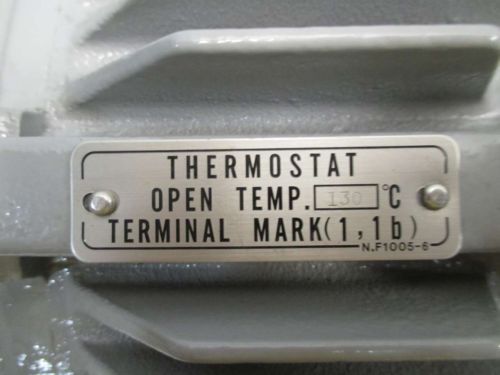 THERMOSTAT
OPEN TEMP. 130 °C
TERMINAL MARK(1,1b)
N.F1005-6